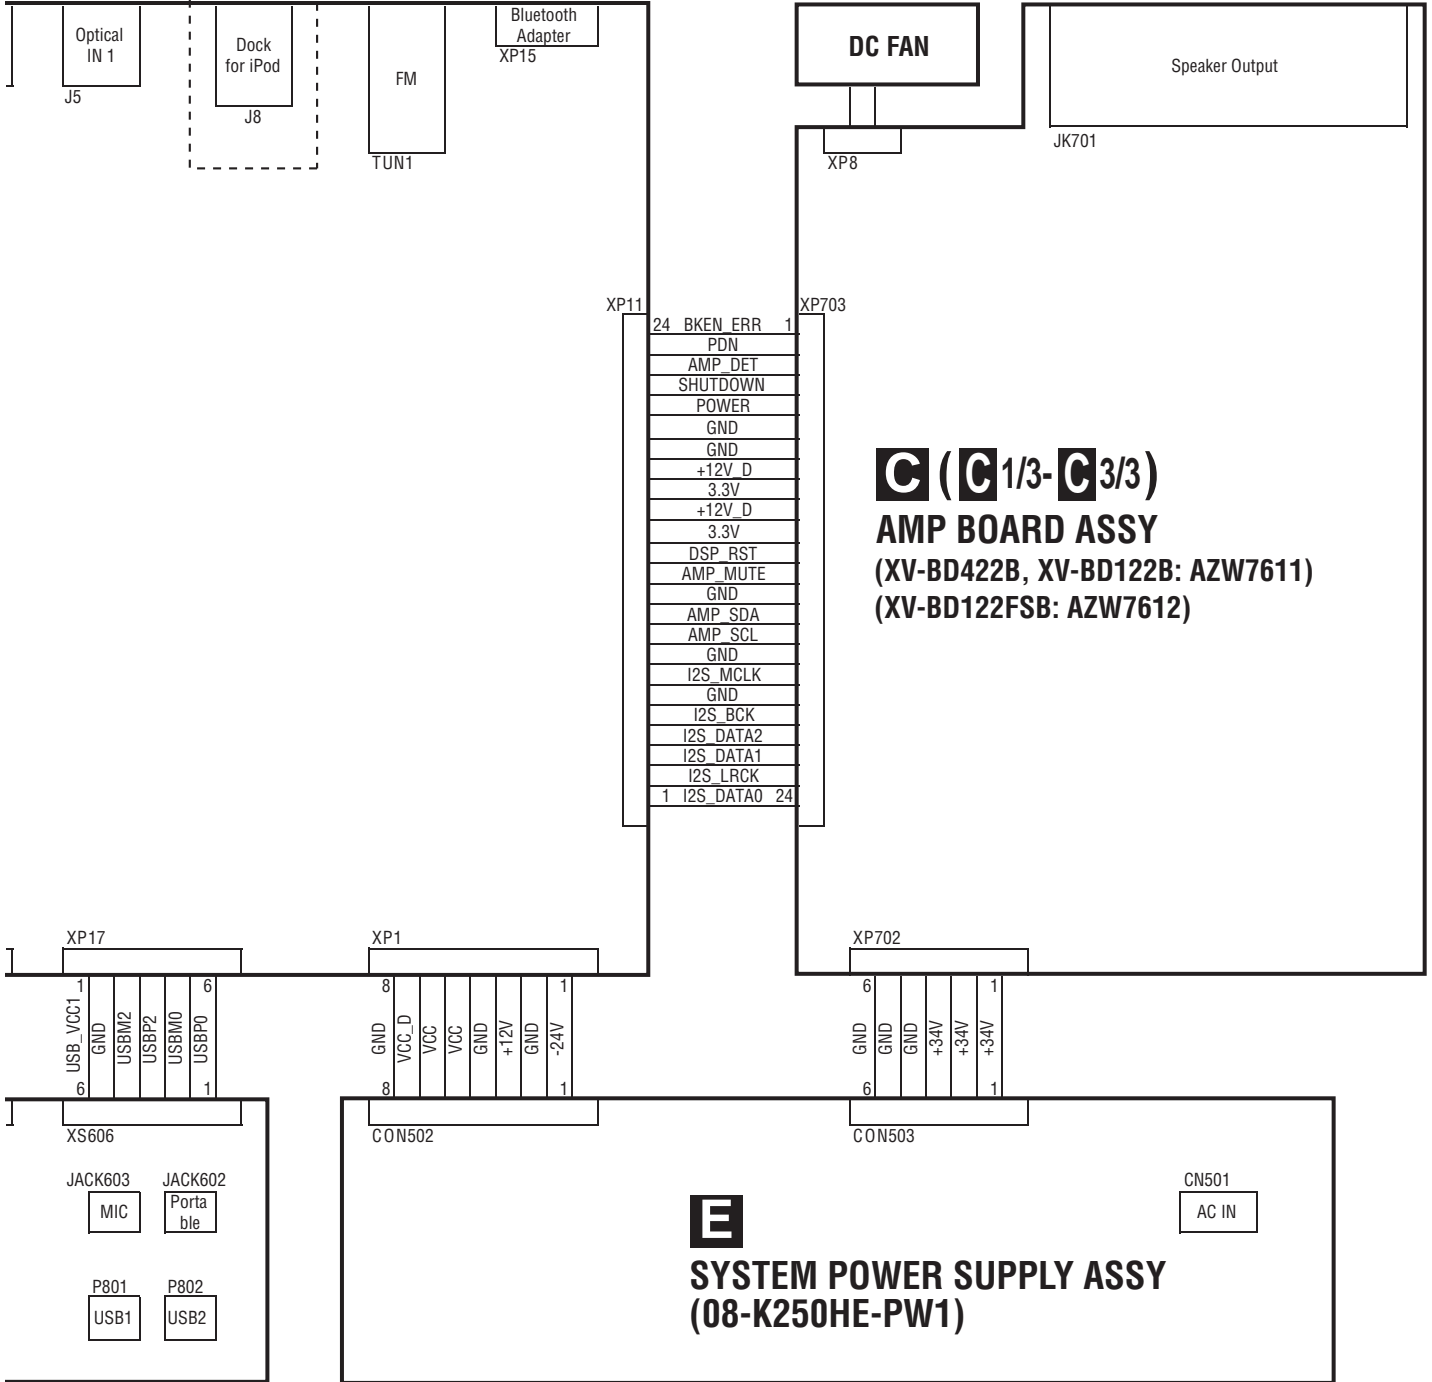 Optical
IN 1
J5
Dock
for iPod
J8
FM
TUN1
Bluetooth
Adapter
XP15
DC FAN
XP8
Speaker Output
JK701
XP11
XP703
24 BKEN_ERR 1
PDN
AMP_DET
SHUTDOWN
POWER
GND
GND
+12V_D
3.3V
+12V_D
3.3V
DSP_RST
AMP_MUTE
GND
AMP_SDA
AMP_SCL
GND
I2S_MCLK
GND
I2S_BCK
I2S_DATA2
I2S_DATA1
I2S_LRCK
1 I2S_DATA0 24
C ( C 1/3- C 3/3 )
AMP BOARD ASSY
(XV-BD422B, XV-BD122B: AZW7611)
(XV-BD122FSB: AZW7612)
XP17
1 6
USB_VCC1
GND
USBM2
USBP2
USBM0
USBP0
6 1
XS606
XP1
8 1
GND
VCC_D
VCC
VCC
GND
+12V
GND
-24V
8 1
CON502
XP702
6 1
GND
GND
GND
+34V
+34V
+34V
6 1
CON503
JACK603
MIC
JACK602
Porta
ble
P801
USB1
P802
USB2
CN501
AC IN
E
SYSTEM POWER SUPPLY ASSY
(08-K250HE-PW1)